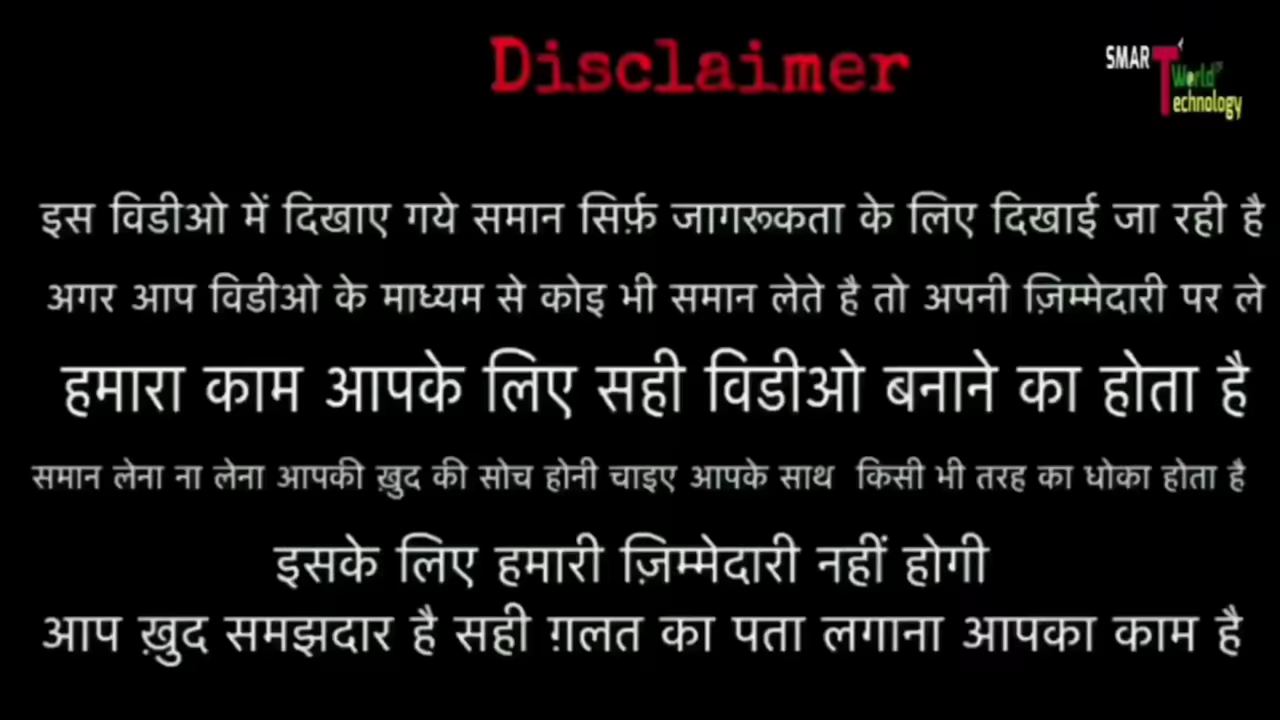 Disclaimer
SMART World Technology
इस विडीओ में दिखाए गये समान सिर्फ़ जागरूकता के लिए दिखाई जा रही है
अगर आप विडीओ के माध्यम से कोइ भी समान लेते है तो अपनी ज़िम्मेदारी पर ले
हमारा काम आपके लिए सही विडीओ बनाने का होता है
समान लेना ना लेना आपकी ख़ुद की सोच होनी चाइए आपके साथ किसी भी तरह का धोका होता है
इसके लिए हमारी ज़िम्मेदारी नहीं होगी
आप ख़ुद समझदार है सही ग़लत का पता लगाना आपका काम है